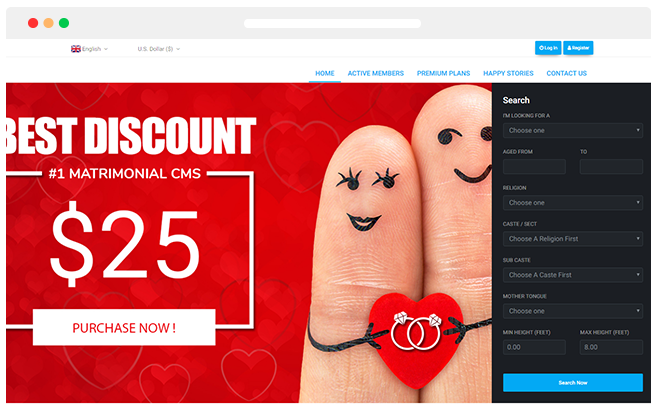 English
U.S. Dollar ($)
Log In
Register
HOME
ACTIVE MEMBERS
PREMIUM PLANS
HAPPY STORIES
CONTACT US
BEST DISCOUNT
#1 MATRIMONIAL CMS
$25
PURCHASE NOW !
Search
I'M LOOKING FOR A
Choose one
AGED FROM
TO
RELIGION
Choose one
CASTE / SECT
Choose A Religion First
SUB CASTE
Choose A Caste First
MOTHER TONGUE
Choose one
MIN HEIGHT (FEET)
MAX HEIGHT (FEET)
0.00
8.00
Search Now